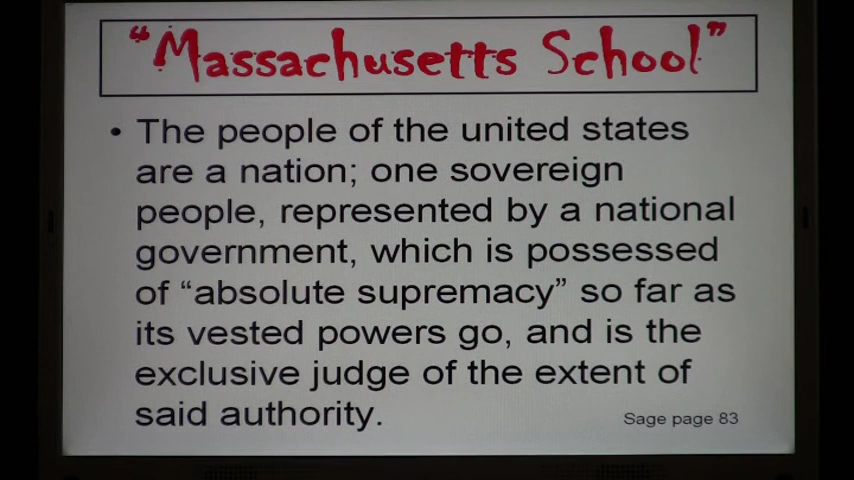 “Massachusetts School”
• The people of the united states
are a nation; one sovereign
people, represented by a national
government, which is possessed
of “absolute supremacy” so far as
its vested powers go, and is the
exclusive judge of the extent of
said authority.
Sage page 83